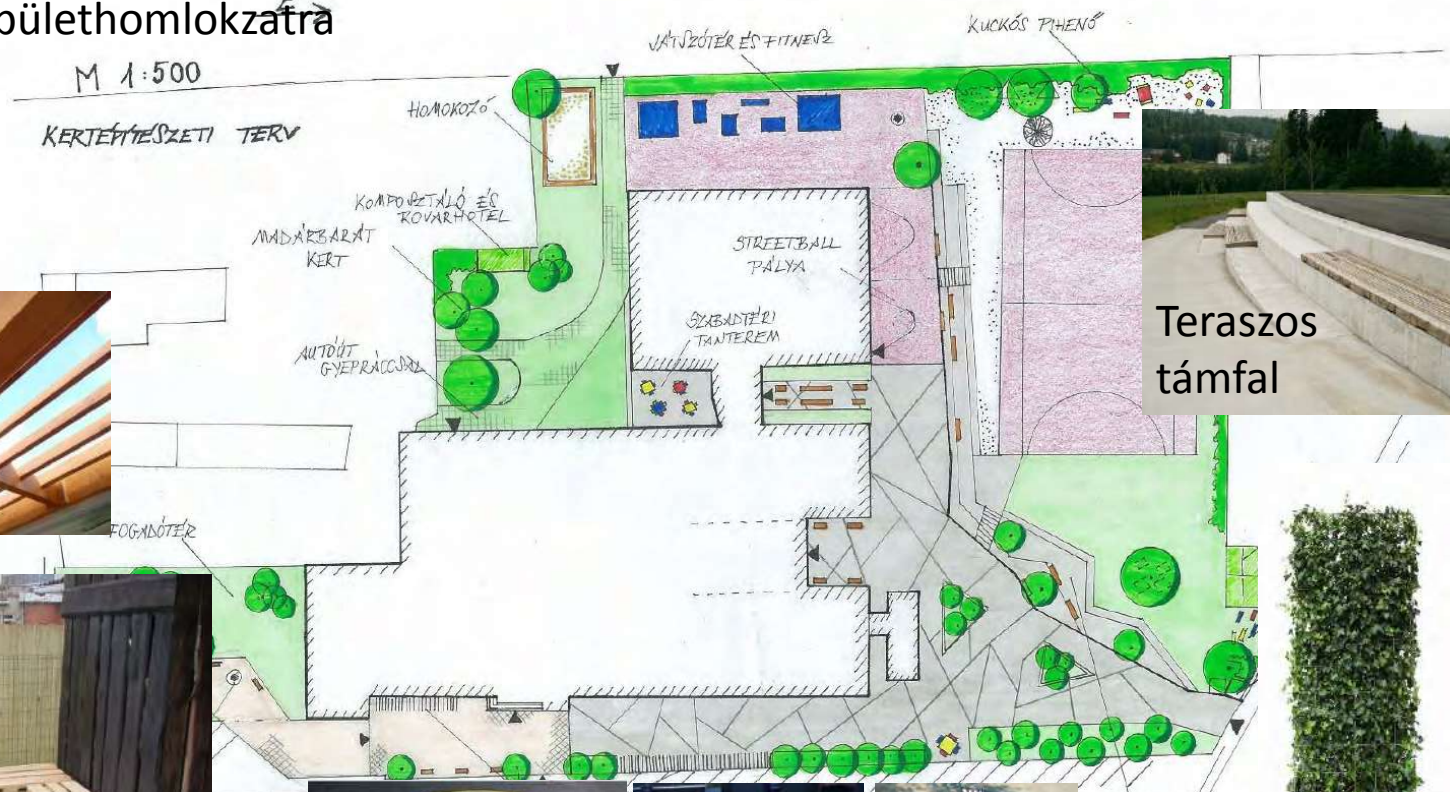 pülethomlokzatra
M 1:500
KERTÉPÍTÉSZETI TERV
HOMOKOZÓ
JÁTSZÓTÉR ÉS FITNESZ
KUCKÓS PIHENŐ
KOMPOSZTÁLÓ ÉS
ROVARHOTEL
MADÁRBARÁT
KERT
STREETBALL
PÁLYA
SZABADTÉRI
TANTEREM
AUTÓÚT
GYEPRÁCCSAL
Teraszos
támfal
FOGADÓTÉR